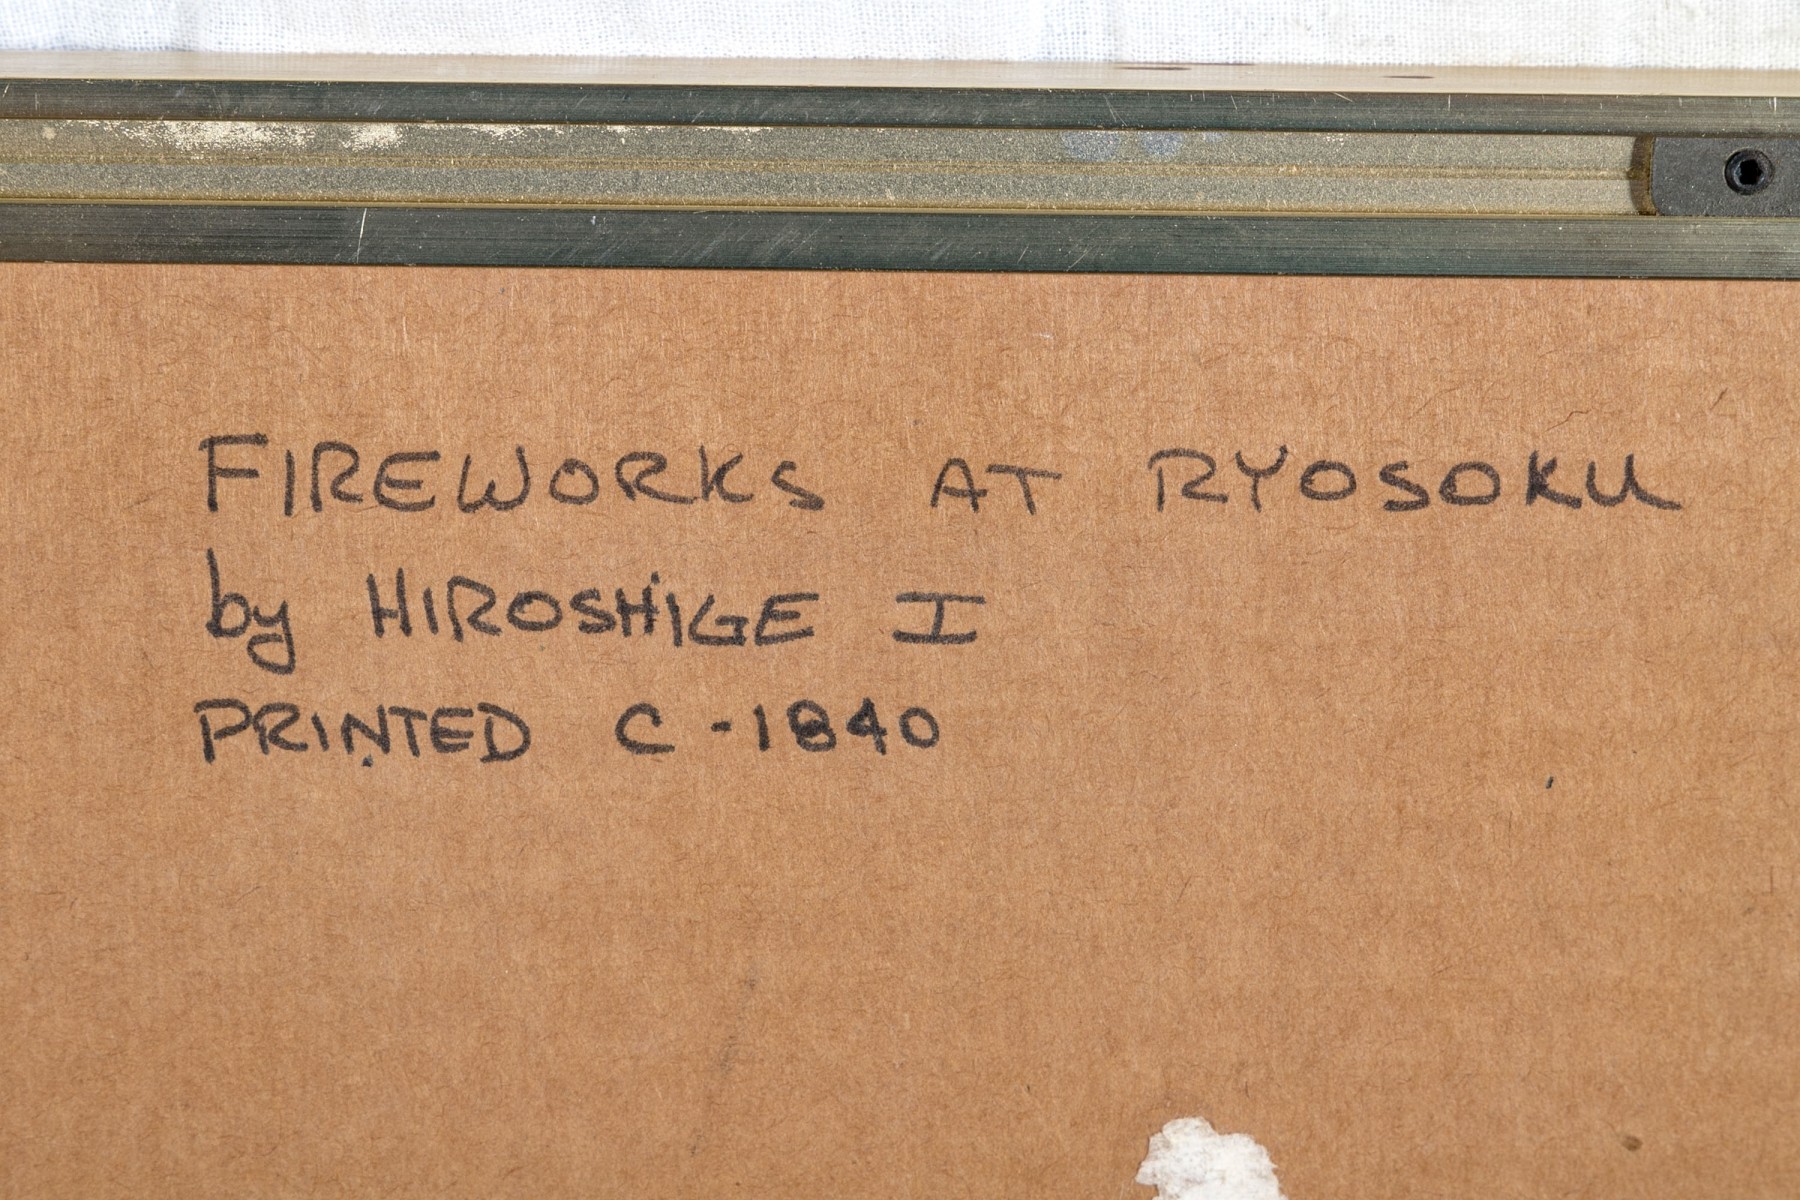 FIREWORKS AT RYOSOKU
by HIROSHIGE I
PRINTED C-1840